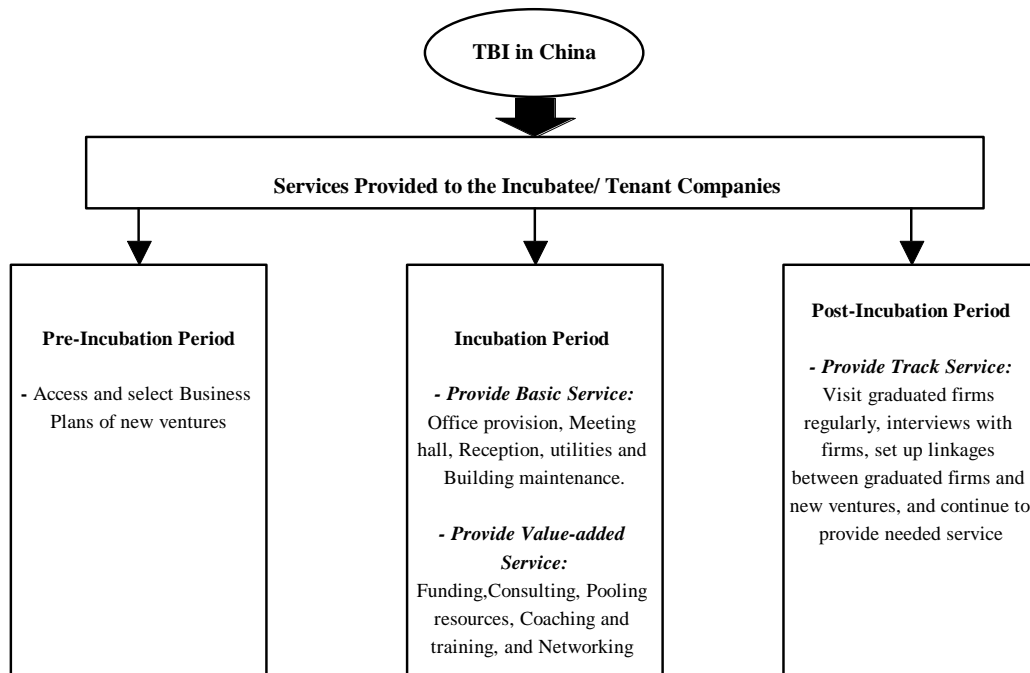 TBI in China
Services Provided to the Incubatee/ Tenant Companies
Pre-Incubation Period
- Access and select Business
Plans of new ventures
Incubation Period
- Provide Basic Service:
Office provision, Meeting
hall, Reception, utilities and
Building maintenance.
- Provide Value-added
Service:
Funding,Consulting, Pooling
resources, Coaching and
training, and Networking
Post-Incubation Period
- Provide Track Service:
Visit graduated firms
regularly, interviews with
firms, set up linkages
between graduated firms and
new ventures, and continue to
provide needed service